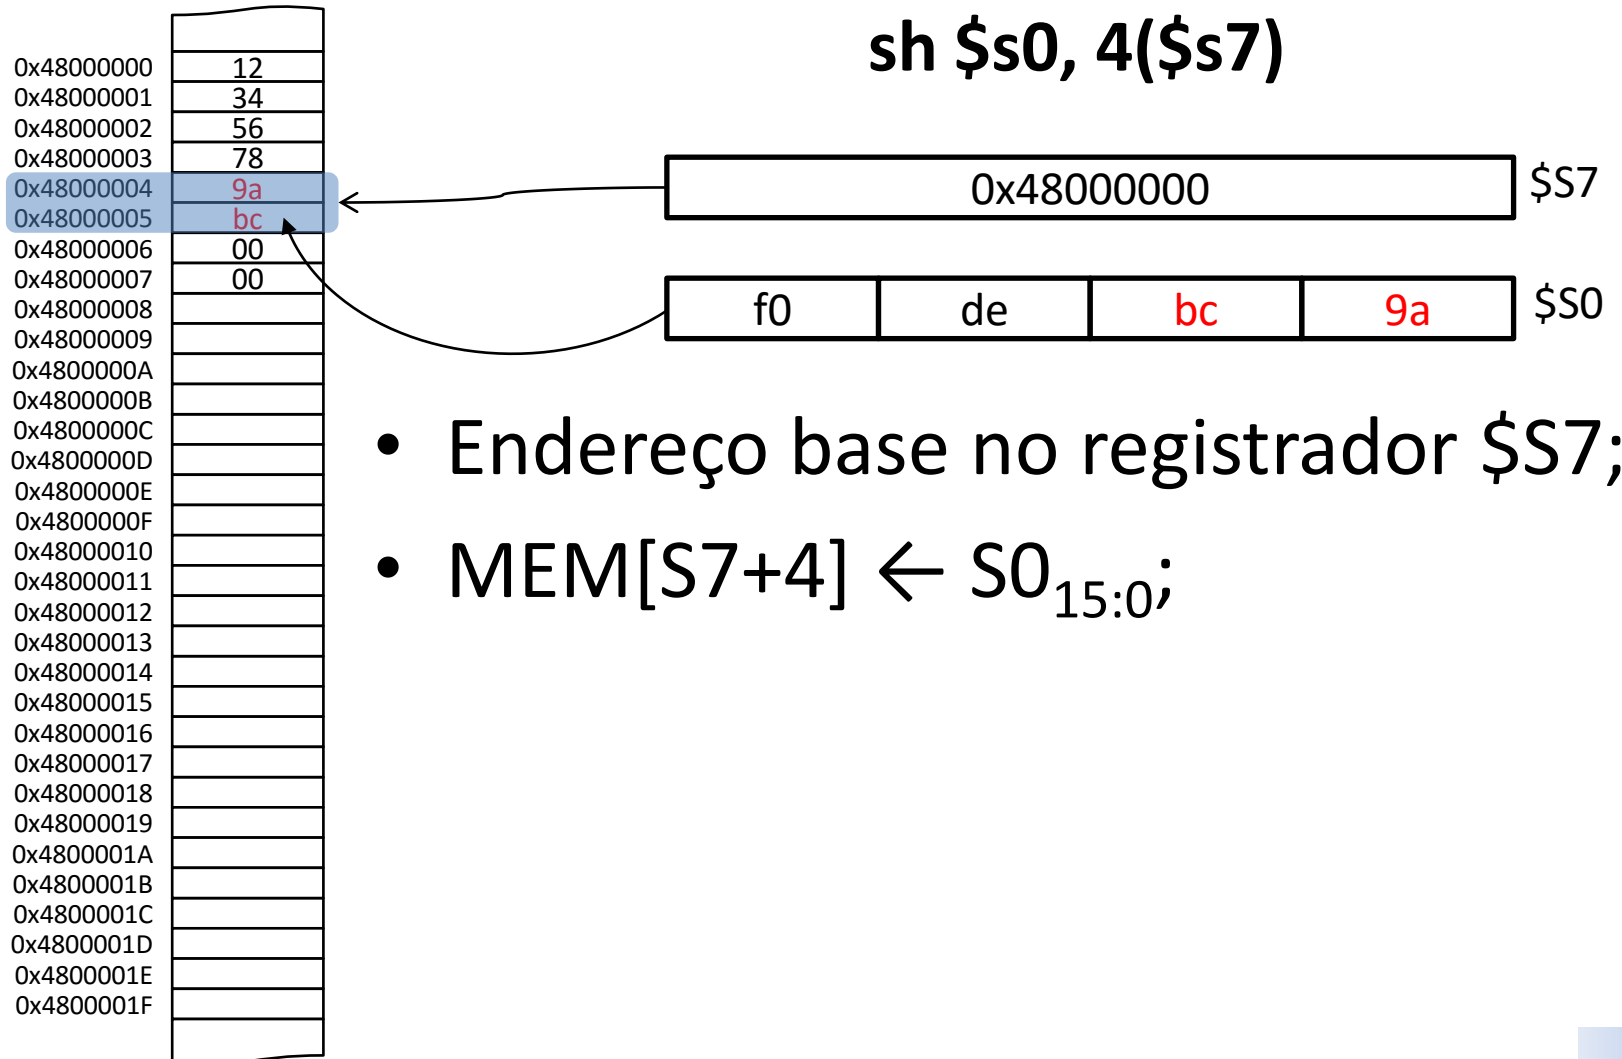 sh $s0, 4($s7)
0x48000000 12
0x48000001 34
0x48000002 56
0x48000003 78
0x48000004 9a
0x48000005 bc
0x48000006 00
0x48000007 00
0x48000008
0x48000009
0x4800000A
0x4800000B
0x4800000C
0x4800000D
0x4800000E
0x4800000F
0x48000010
0x48000011
0x48000012
0x48000013
0x48000014
0x48000015
0x48000016
0x48000017
0x48000018
0x48000019
0x4800001A
0x4800001B
0x4800001C
0x4800001D
0x4800001E
0x4800001F
0x48000000 $S7
f0 de bc 9a $S0
• Endereço base no registrador $S7;
• MEM[S7+4] ← S0₁₅:₀;